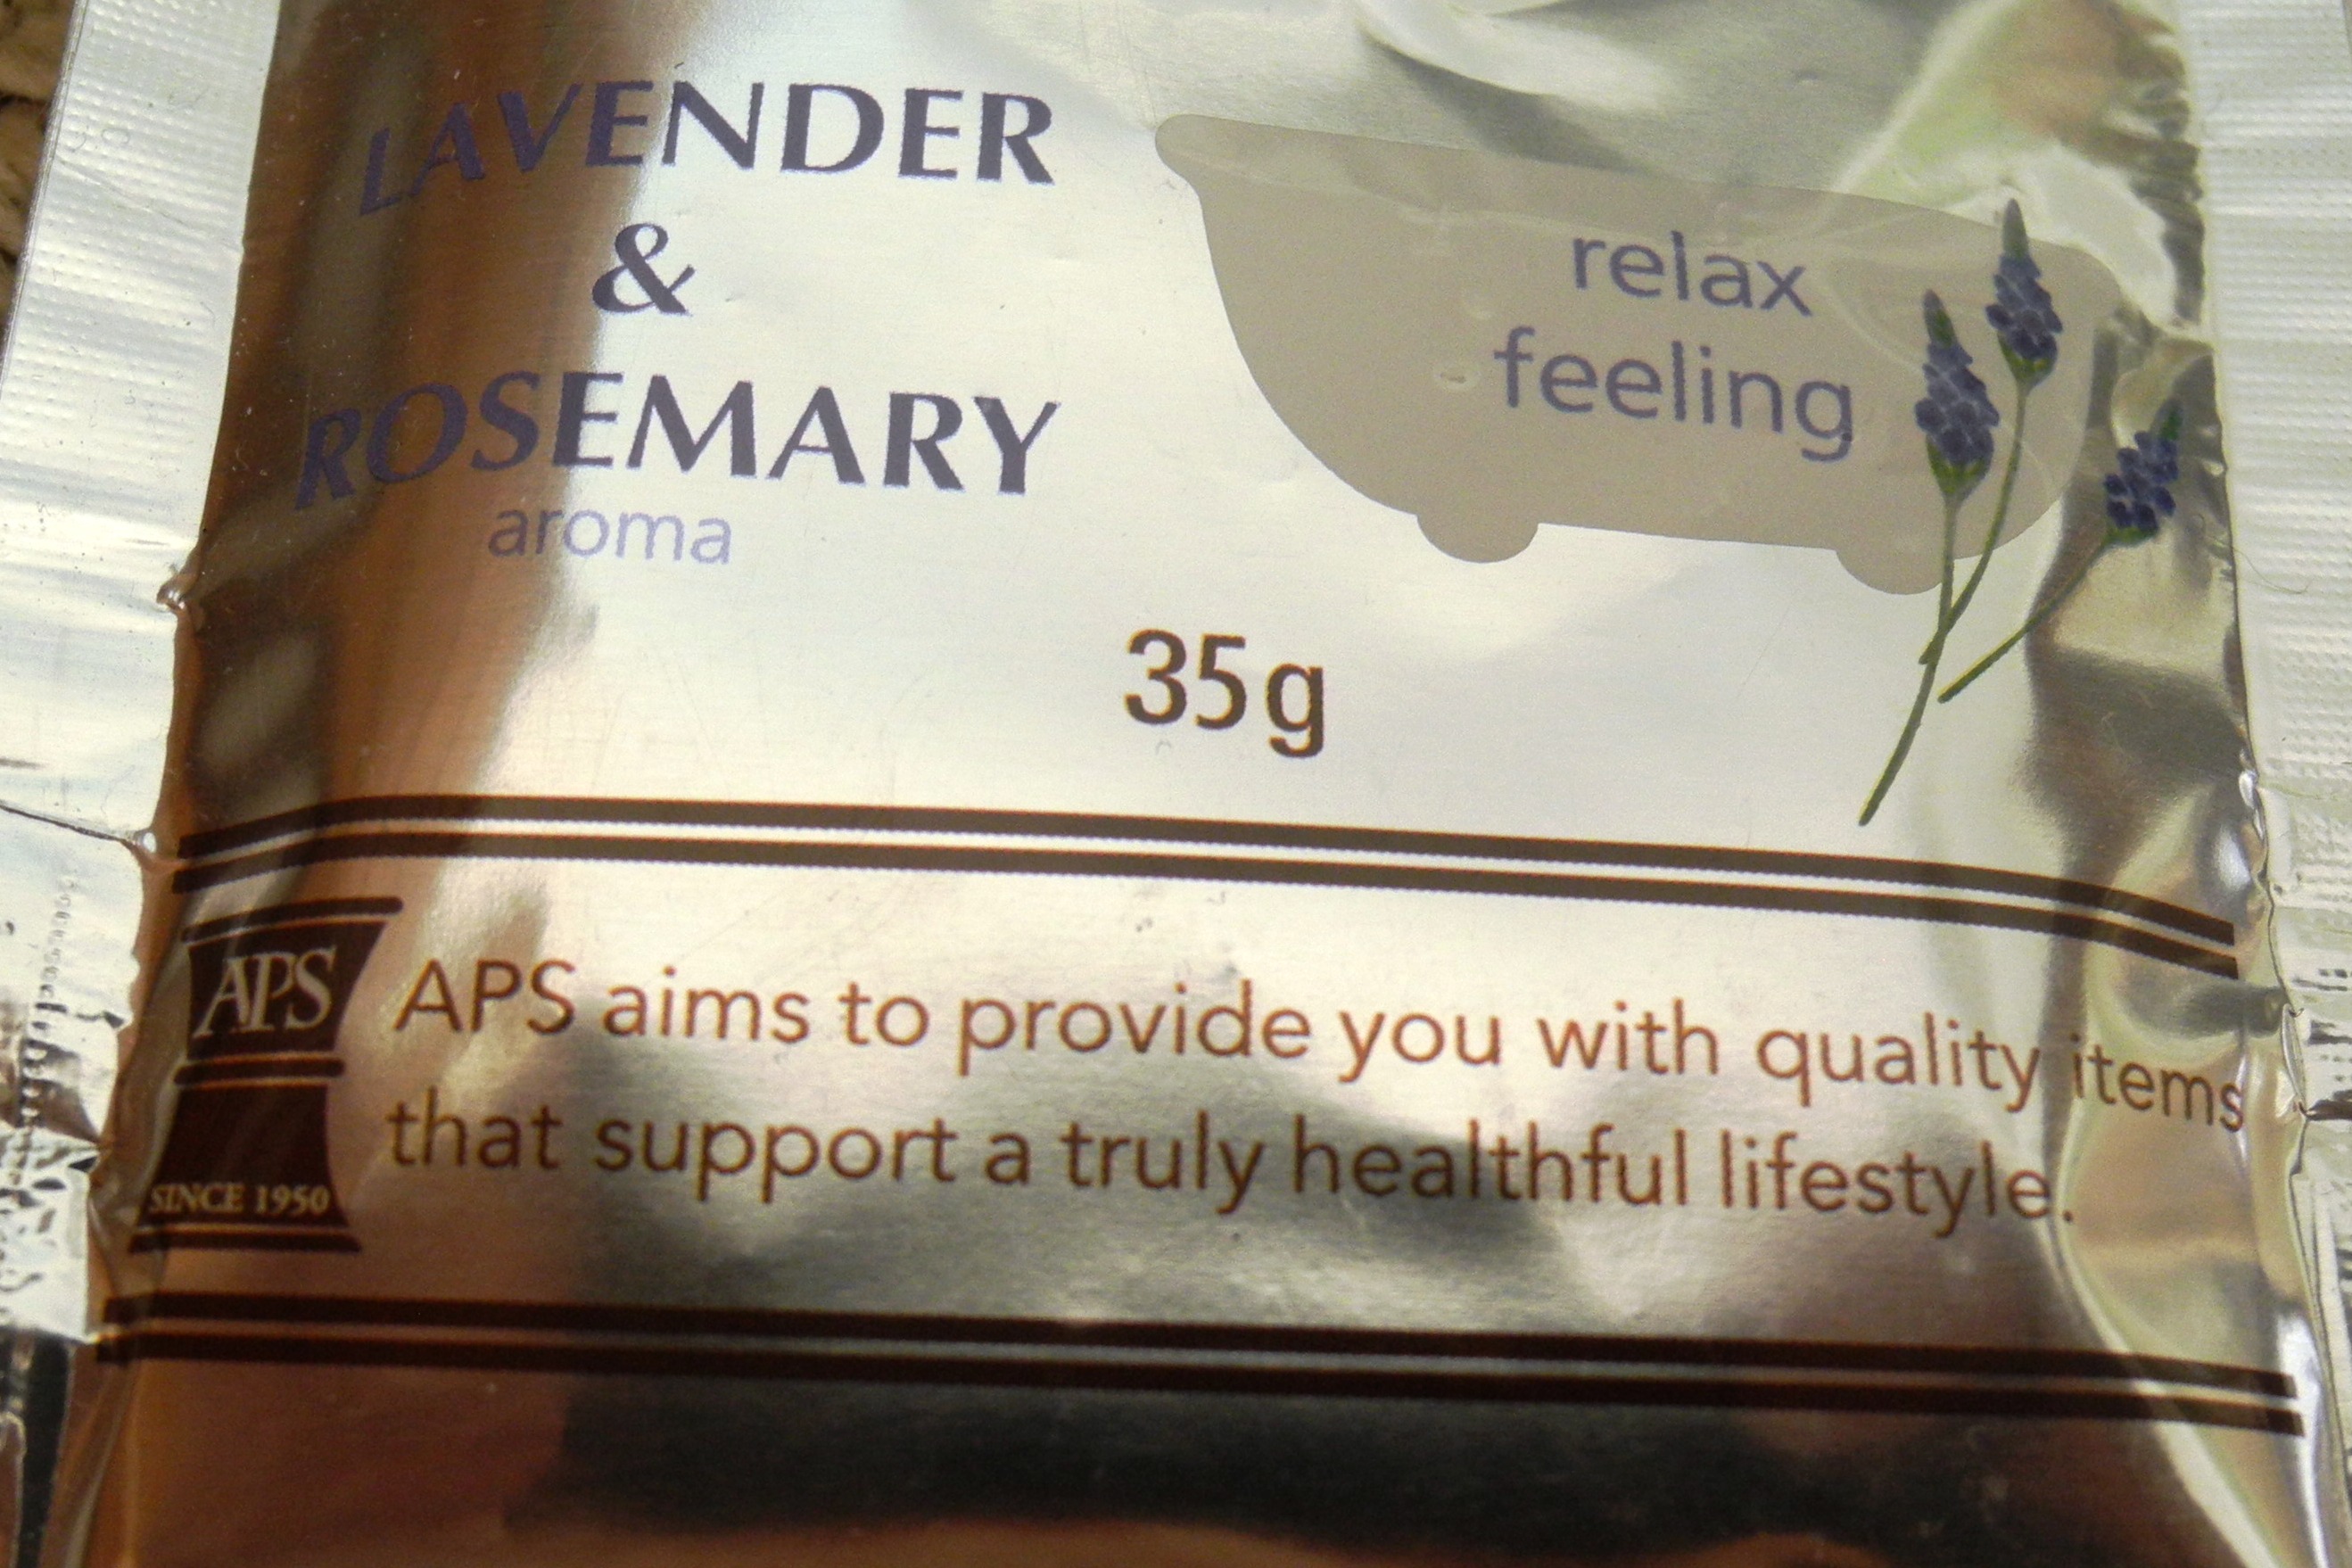 LAVENDER
&
ROSEMARY
aroma
relax
feeling
35g
APS
SINCE 1950
APS aims to provide you with quality items
that support a truly healthful lifestyle.